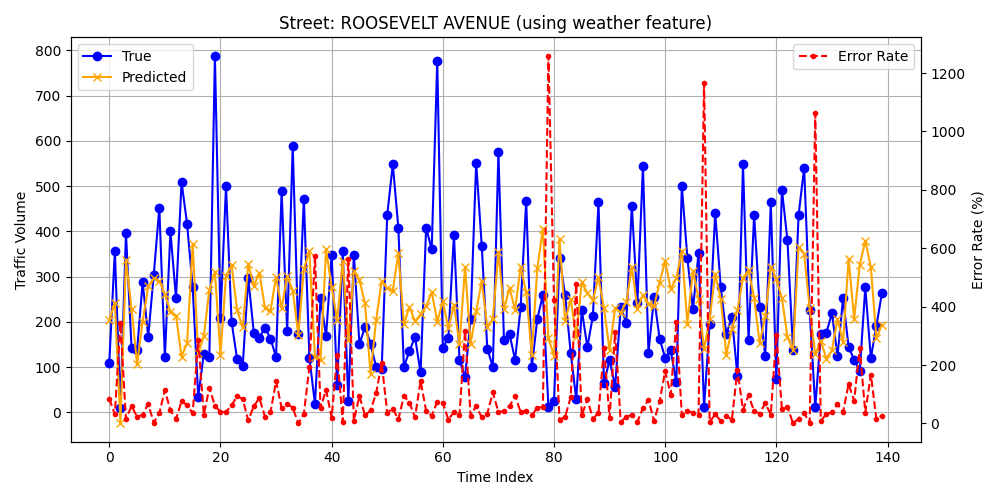 Street: ROOSEVELT AVENUE (using weather feature)
True
Predicted
Error Rate
Traffic Volume
800
700
600
500
400
300
200
100
0
Error Rate (%)
1200
1000
800
600
400
200
0
0 20 40 60 80 100 120 140
Time Index